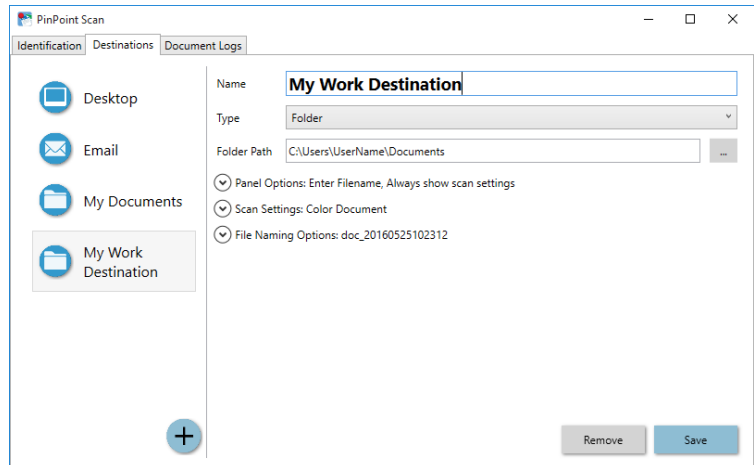 PinPoint Scan
Identification Destinations Document Logs
Desktop
Email
My Documents
My Work
Destination
Name My Work Destination
Type Folder
Folder Path C:\Users\UserName\Documents ...
Panel Options: Enter Filename, Always show scan settings
Scan Settings: Color Document
File Naming Options: doc_20160525102312
Remove Save